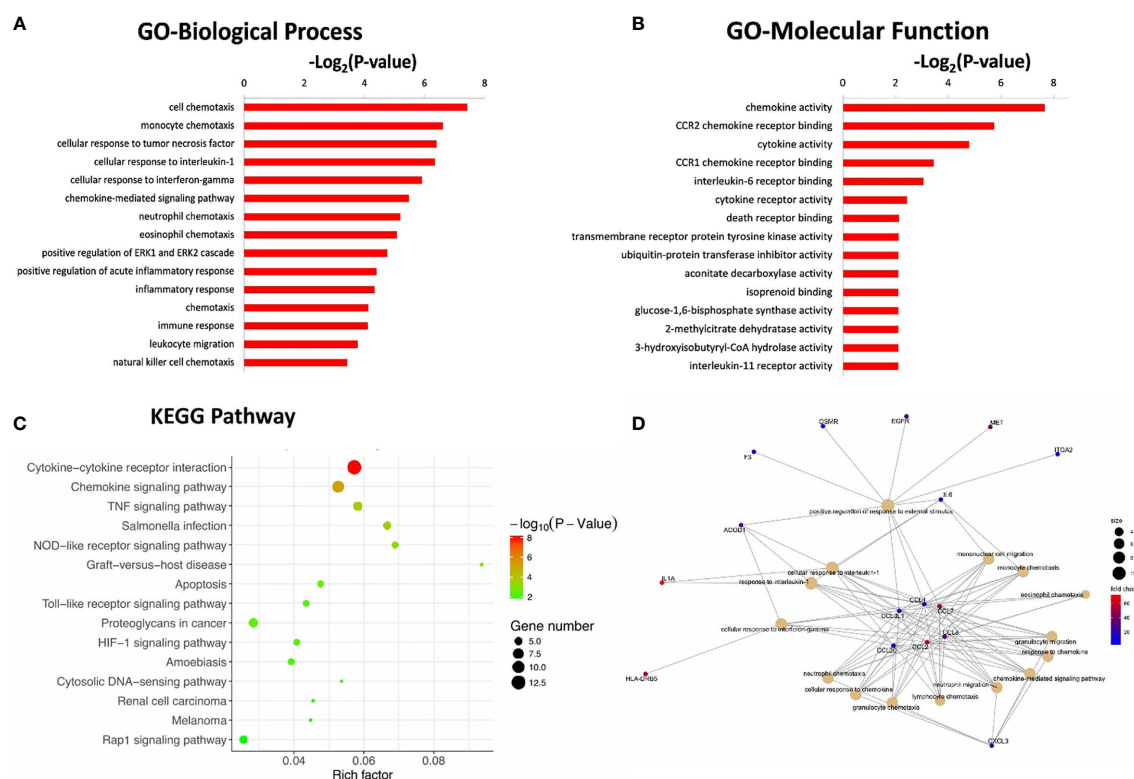 A
GO-Biological Process
-Log2(P-value)
0 2 4 6 8
cell chemotaxis
monocyte chemotaxis
cellular response to tumor necrosis factor
cellular response to interleukin-1
cellular response to interferon-gamma
chemokine-mediated signaling pathway
neutrophil chemotaxis
eosinophil chemotaxis
positive regulation of ERK1 and ERK2 cascade
positive regulation of acute inflammatory response
inflammatory response
chemotaxis
immune response
leukocyte migration
natural killer cell chemotaxis
B
GO-Molecular Function
-Log2(P-value)
0 2 4 6 8
chemokine activity
CCR2 chemokine receptor binding
cytokine activity
CCR1 chemokine receptor binding
interleukin-6 receptor binding
cytokine receptor activity
death receptor binding
transmembrane receptor protein tyrosine kinase activity
ubiquitin-protein transferase inhibitor activity
aconitate decarboxylase activity
isoprenoid binding
glucose-1,6-bisphosphate synthase activity
2-methylcitrate dehydratase activity
3-hydroxyisobutyryl-CoA hydrolase activity
interleukin-11 receptor activity
C
KEGG Pathway
Cytokine−cytokine receptor interaction
Chemokine signaling pathway
TNF signaling pathway
Salmonella infection
NOD−like receptor signaling pathway
Graft−versus−host disease
Apoptosis
Toll−like receptor signaling pathway
Proteoglycans in cancer
HIF−1 signaling pathway
Amoebiasis
Cytosolic DNA−sensing pathway
Renal cell carcinoma
Melanoma
Rap1 signaling pathway
0.04 0.06 0.08
Rich factor
−log10(P−Value)
8
6
4
2
Gene number
5.0
7.5
10.0
12.5
D
OSMR
EGFR
MET
F3
ITGA2
IL6
positive regulation of response to external stimulus
ACOD1
mononuclear cell migration
cellular response to interleukin-1
monocyte chemotaxis
IL1A
response to interleukin-1
eosinophil chemotaxis
CCL4
CCL7
CCL3L1
cellular response to interferon-gamma
CCL8
granulocyte migration
CCL20
CCL2
response to chemokine
HLA-DRB5
neutrophil chemotaxis
chemokine-mediated signaling pathway
neutrophil migration
cellular response to chemokine
lymphocyte chemotaxis
granulocyte chemotaxis
CXCL3
size
fold chan
60
40
20